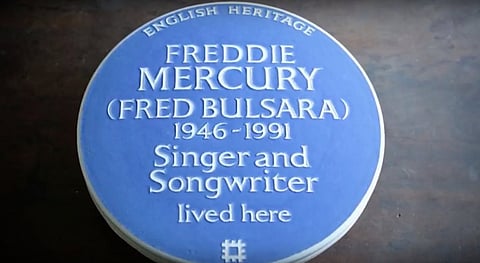 ENGLISH HERITAGE
FREDDIE
MERCURY
(FRED BULSARA)
1946-1991
Singer and
Songwriter
lived here